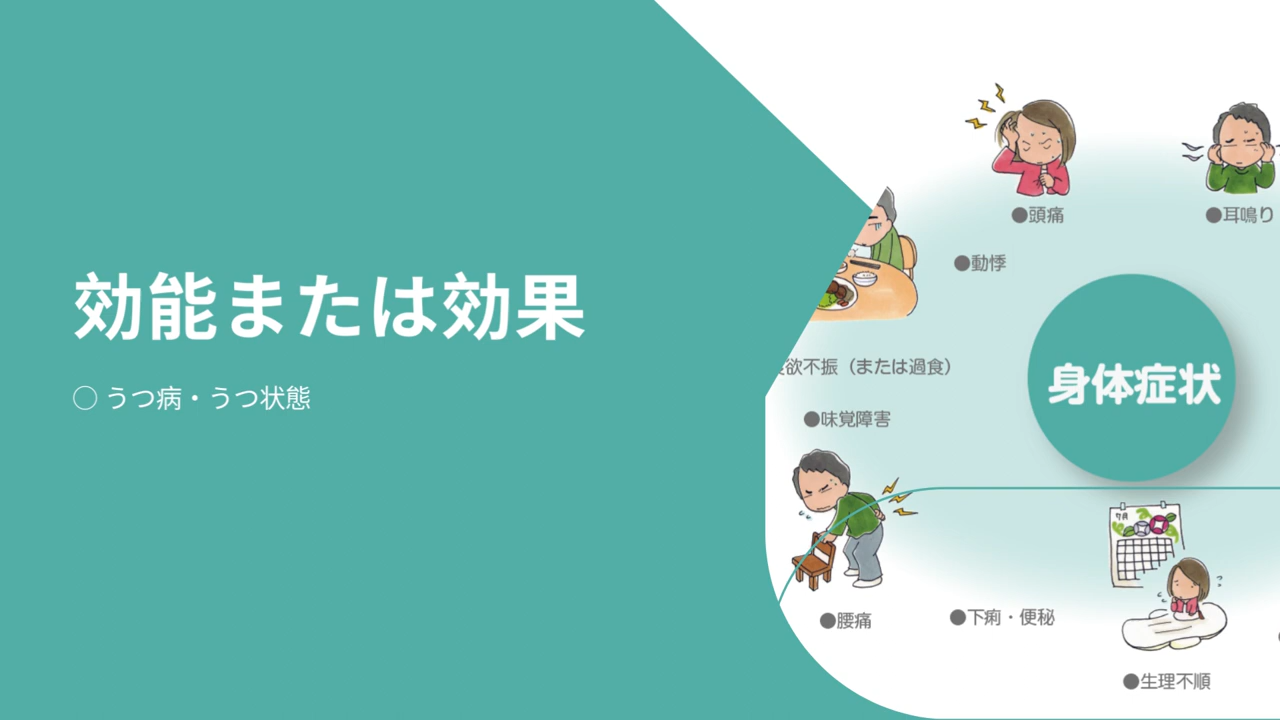 効能または効果
○ うつ病・うつ状態
●頭痛
●耳鳴り
●動悸
欲不振（または過食）
身体症状
●味覚障害
●腰痛
●下痢・便秘
●生理不順